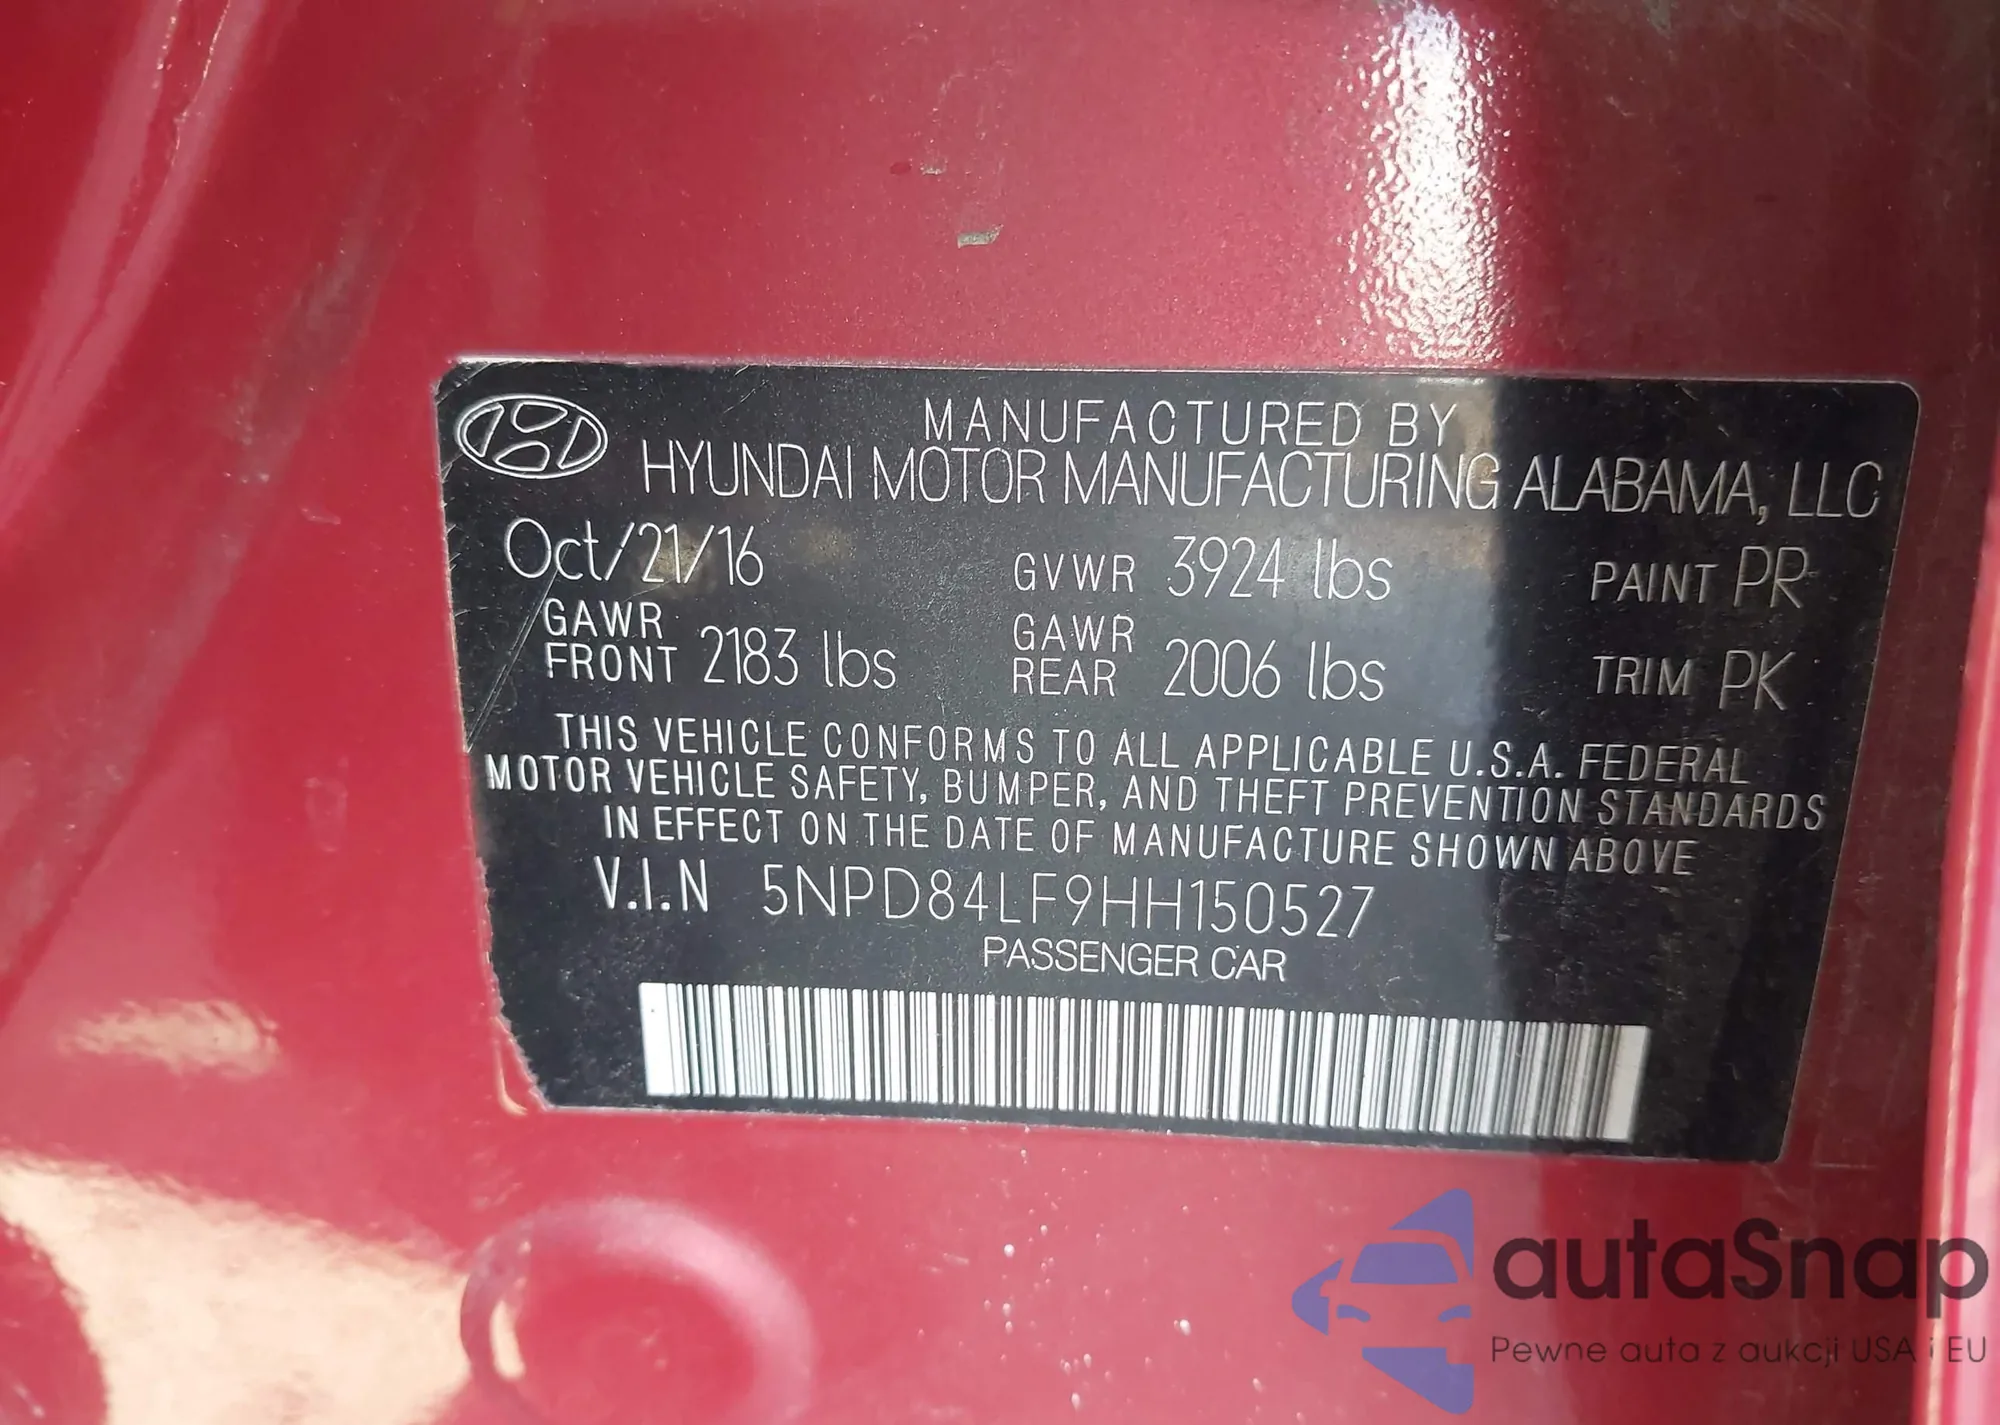 MANUFACTURED BY
HYUNDAI MOTOR MANUFACTURING ALABAMA, LLC
Oct/21/16 GVWR 3924 lbs PAINT PR
GAWR FRONT 2183 lbs GAWR REAR 2006 lbs TRIM PK
THIS VEHICLE CONFORMS TO ALL APPLICABLE U.S.A. FEDERAL
MOTOR VEHICLE SAFETY, BUMPER, AND THEFT PREVENTION STANDARDS
IN EFFECT ON THE DATE OF MANUFACTURE SHOWN ABOVE
V.I.N 5NPD84LF9HH150527
PASSENGER CAR
autaSnap
Pewne auta z aukcji USA i EU